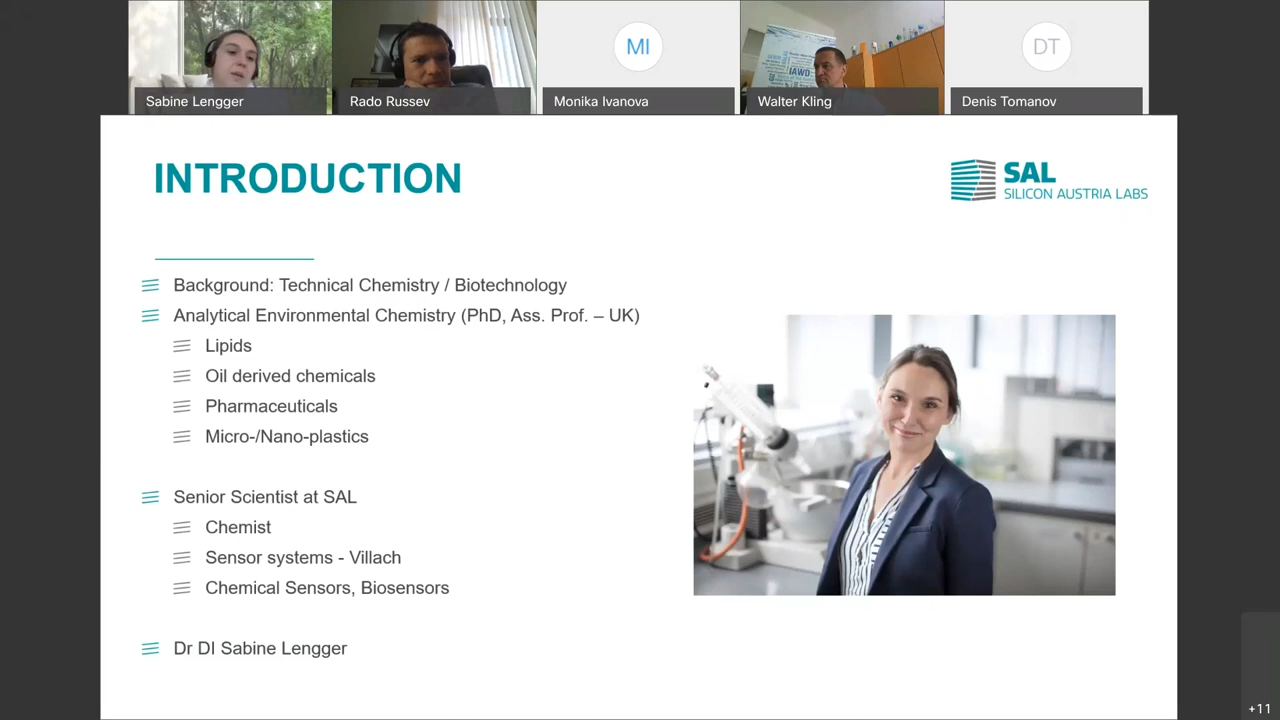 Sabine Lengger
Rado Russev
MI
Monika Ivanova
IAWD
Walter Kling
DT
Denis Tomanov
INTRODUCTION
SAL
SILICON AUSTRIA LABS
Background: Technical Chemistry / Biotechnology
Analytical Environmental Chemistry (PhD, Ass. Prof. – UK)
Lipids
Oil derived chemicals
Pharmaceuticals
Micro-/Nano-plastics
Senior Scientist at SAL
Chemist
Sensor systems - Villach
Chemical Sensors, Biosensors
Dr DI Sabine Lengger
+11